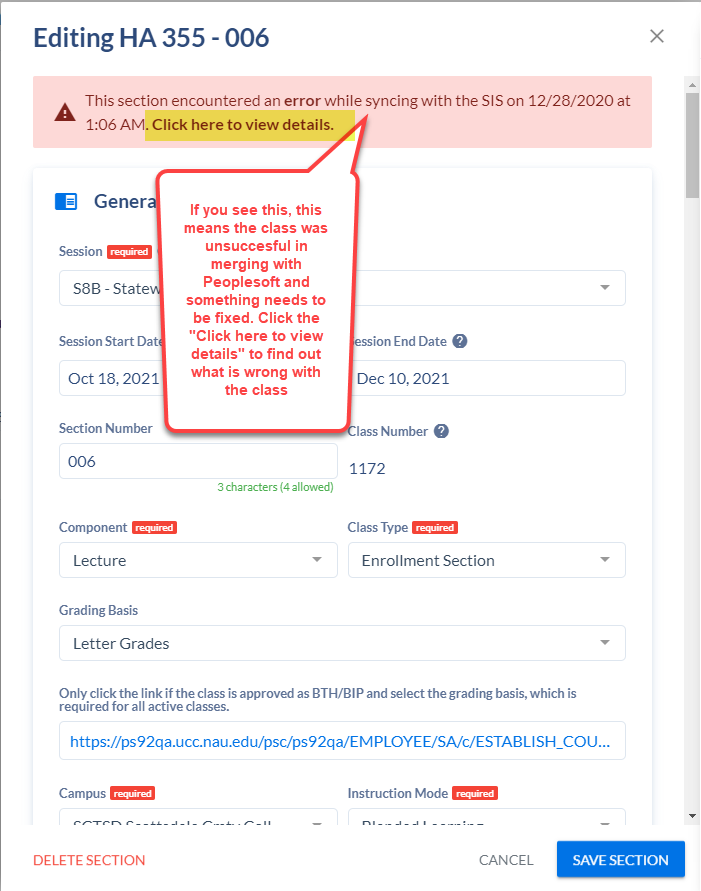 Editing HA 355 - 006
This section encountered an error while syncing with the SIS on 12/28/2020 at
1:06 AM. Click here to view details.
If you see this, this
means the class was
unsuccesful in
merging with
Peoplesoft and
something needs to
be fixed. Click the
"Click here to view
details" to find out
what is wrong with
the class
Genera
Session required
S8B - Statew
Session Start Date
ession End Date ?
Oct 18, 2021
Dec 10, 2021
Section Number
Class Number ?
006
1172
3 characters (4 allowed)
Component required
Class Type required
Lecture
Enrollment Section
Grading Basis
Letter Grades
Only click the link if the class is approved as BTH/BIP and select the grading basis, which is
required for all active classes.
https://ps92qa.ucc.nau.edu/psc/ps92qa/EMPLOYEE/SA/c/ESTABLISH_COU...
Campus required
Instruction Mode required
SCTSD Scottsdale Cmty Coll
Blended Learning
DELETE SECTION
CANCEL
SAVE SECTION